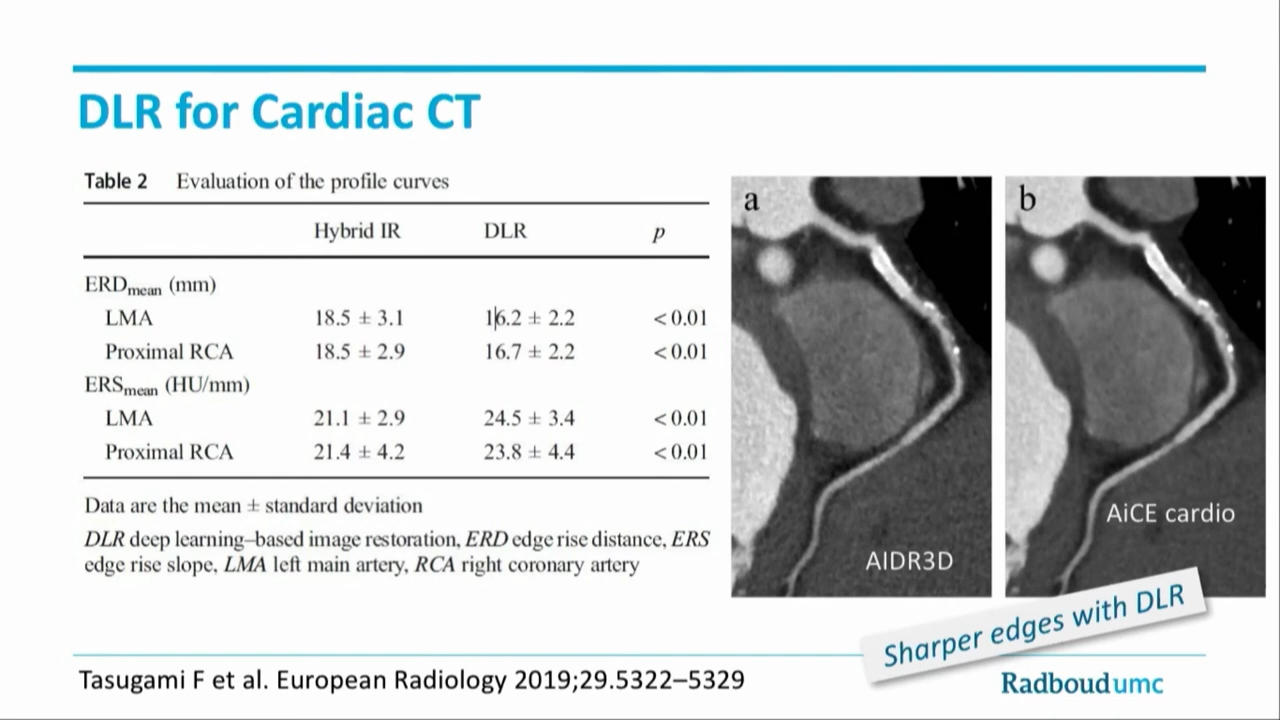 DLR for Cardiac CT
Table 2 Evaluation of the profile curves
Hybrid IR DLR p
ERDmean (mm)
LMA 18.5 ± 3.1 16.2 ± 2.2 <0.01
Proximal RCA 18.5 ± 2.9 16.7 ± 2.2 <0.01
ERSmean (HU/mm)
LMA 21.1 ± 2.9 24.5 ± 3.4 <0.01
Proximal RCA 21.4 ± 4.2 23.8 ± 4.4 <0.01
Data are the mean ± standard deviation
DLR deep learning–based image restoration, ERD edge rise distance, ERS
edge rise slope, LMA left main artery, RCA right coronary artery
a
b
AIDR3D
AiCE cardio
Sharper edges with DLR
Tasugami F et al. European Radiology 2019;29.5322–5329
Radboudumc